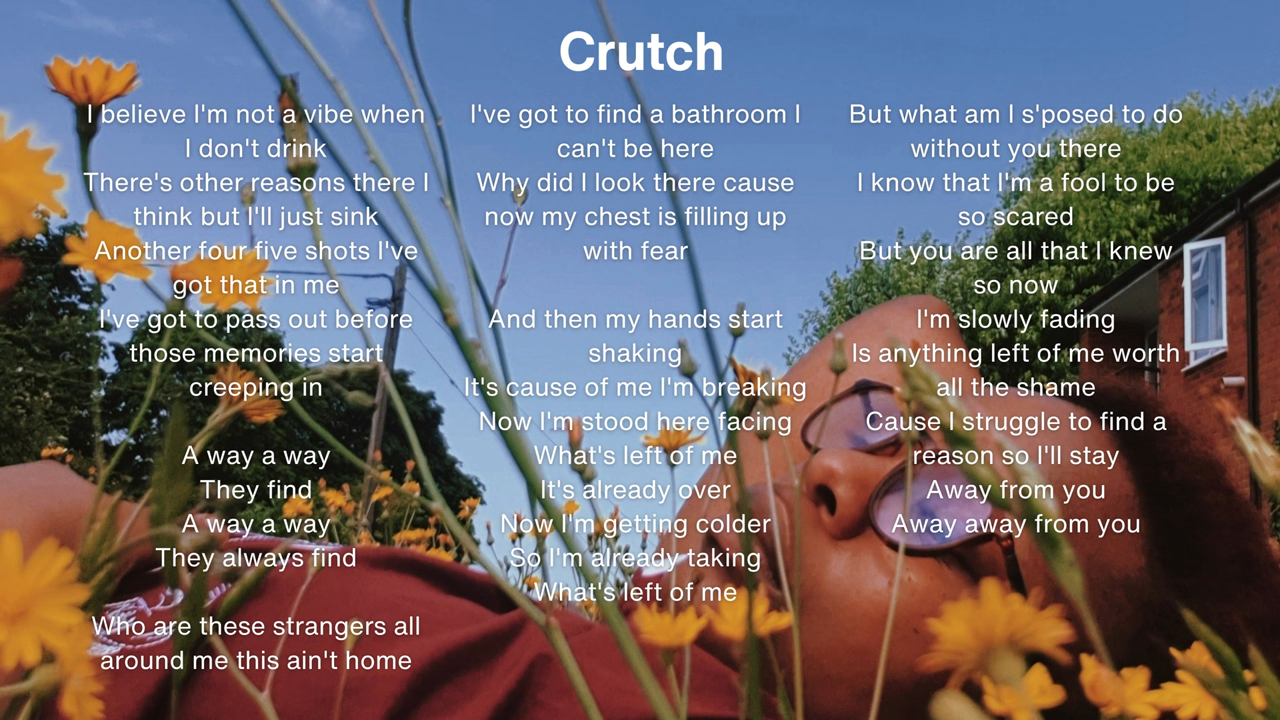 Crutch
I believe I'm not a vibe when
I don't drink
There's other reasons there I
think but I'll just sink
Another four five shots I've
got that in me
I've got to pass out before
those memories start
creeping in
A way a way
They find
A way a way
They always find
Who are these strangers all
around me this ain't home
I've got to find a bathroom I
can't be here
Why did I look there cause
now my chest is filling up
with fear
And then my hands start
shaking
It's cause of me I'm breaking
Now I'm stood here facing
What's left of me
It's already over
Now I'm getting colder
So I'm already taking
What's left of me
But what am I s'posed to do
without you there
I know that I'm a fool to be
so scared
But you are all that I knew
so now
I'm slowly fading
Is anything left of me worth
all the shame
Cause I struggle to find a
reason so I'll stay
Away from you
Away away from you